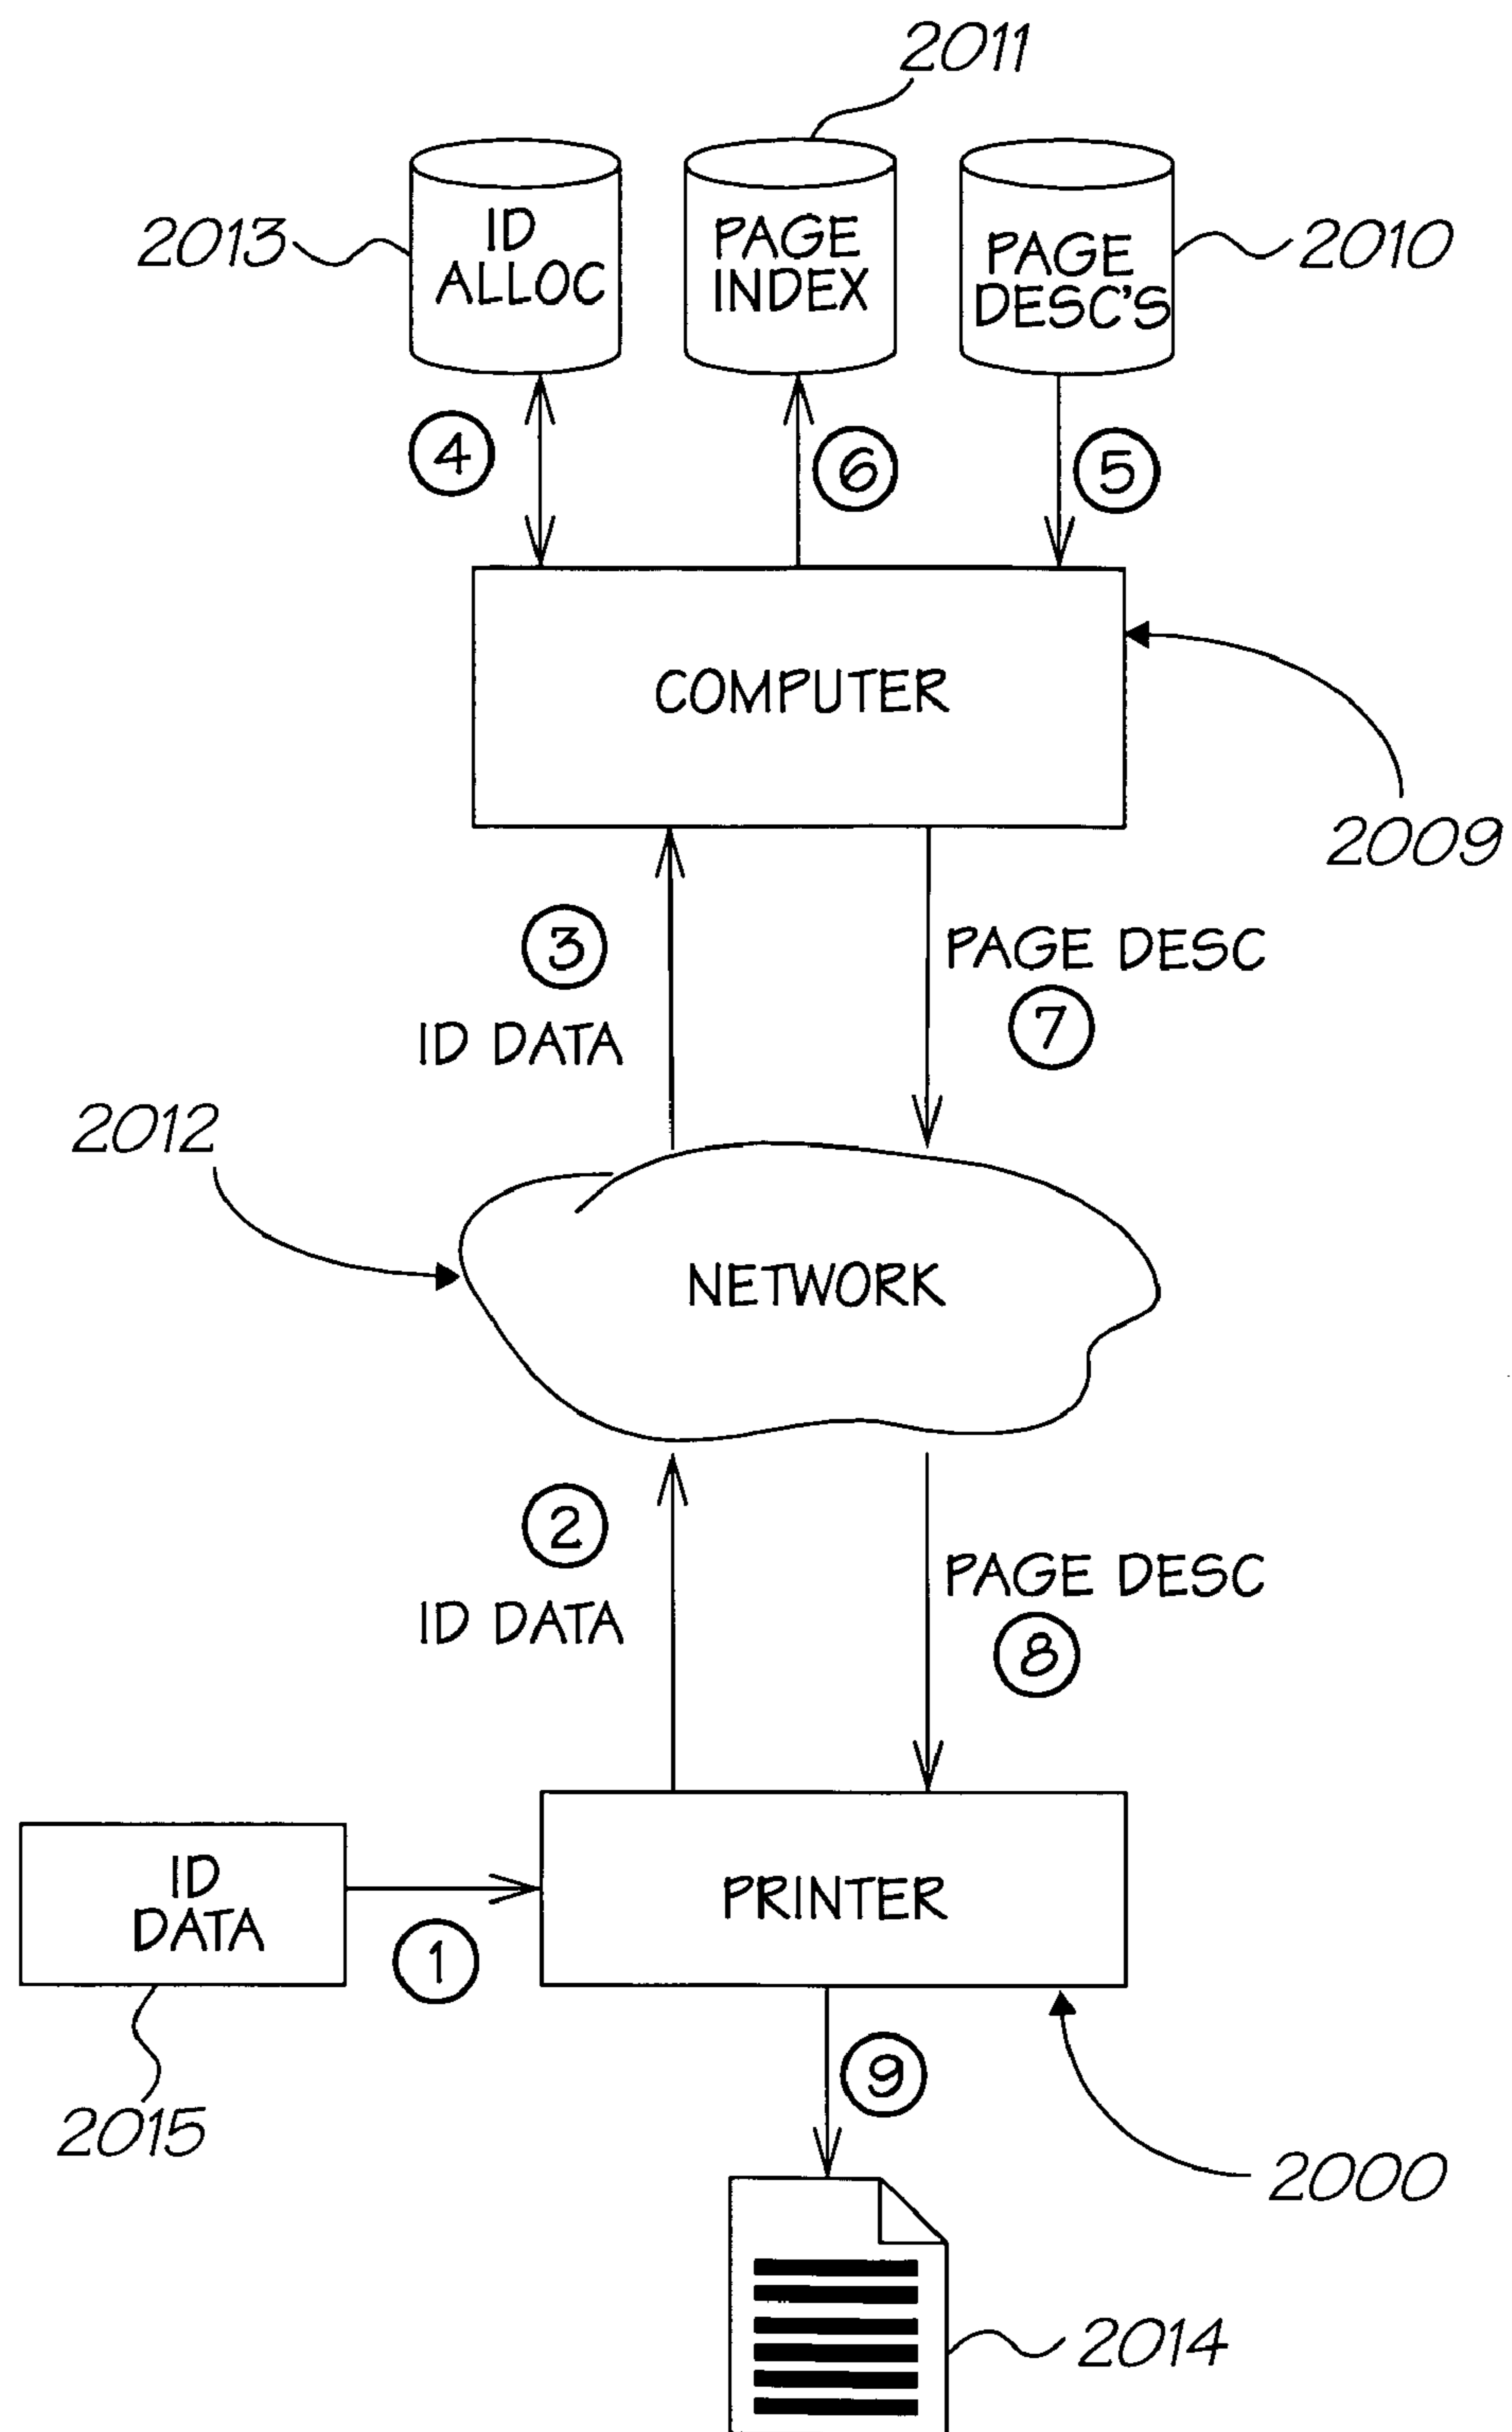 2011
2013
ID
ALLOC
PAGE
INDEX
PAGE
DESC'S
2010
4
6
5
COMPUTER
2009
3
ID DATA
PAGE DESC
7
2012
NETWORK
2
ID DATA
PAGE DESC
8
ID
DATA
1
PRINTER
2015
9
2000
2014